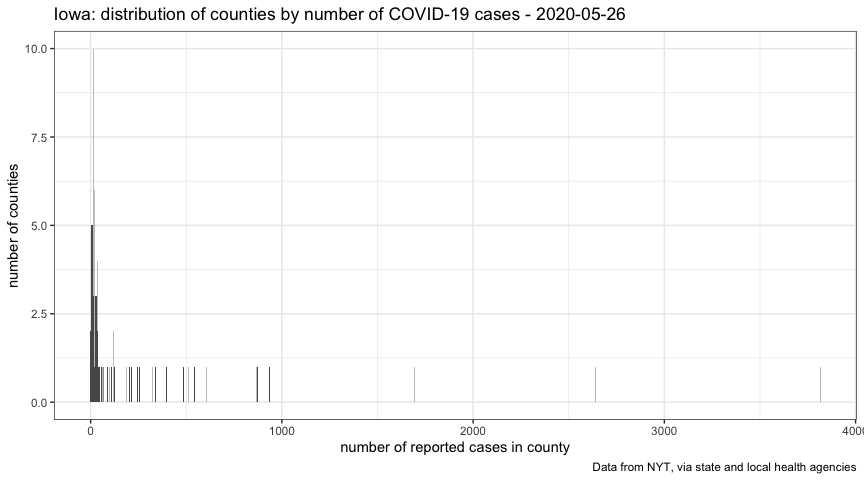 Iowa: distribution of counties by number of COVID-19 cases - 2020-05-26
10.0
7.5
5.0
2.5
0.0
number of counties
0 1000 2000 3000 4000
number of reported cases in county
Data from NYT, via state and local health agencies